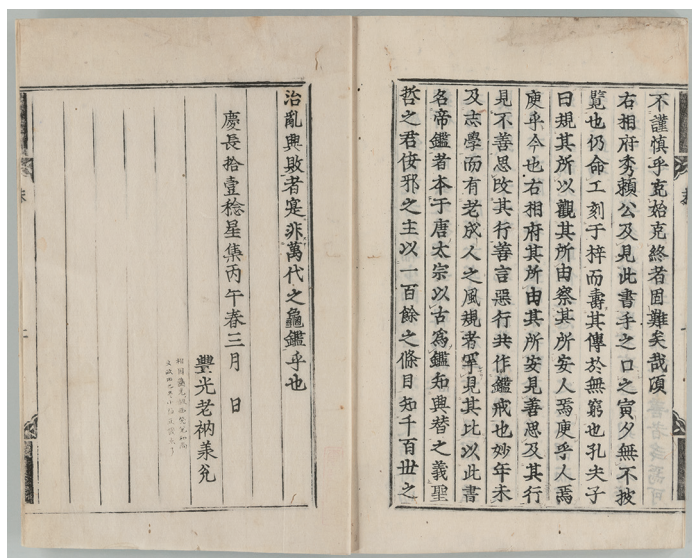 不謹慎乎克始克終者固難矣哉頃
右相府秀頼公及見此書手之口之寅夕無不披
覽也仍命工刻于梓而壽其傳於無窮也孔夫子
曰視其所以觀其所由察其所安人焉廋乎人焉
廋乎今也右相府其所由其所安見善思及其行
見不善思改其行善言惡行共作鑑戒也妙年未
及志學而有老成人之風規者罕見其比以此書
名帝鑑者本于唐太宗以古爲鑑知興替之義聖
哲之君佞邪之主以一百餘之條目知千百世之
治亂興敗者寔非萬代之龜鑑乎也
慶長拾壹稔星集丙午春三月 日
豐光老衲承兊